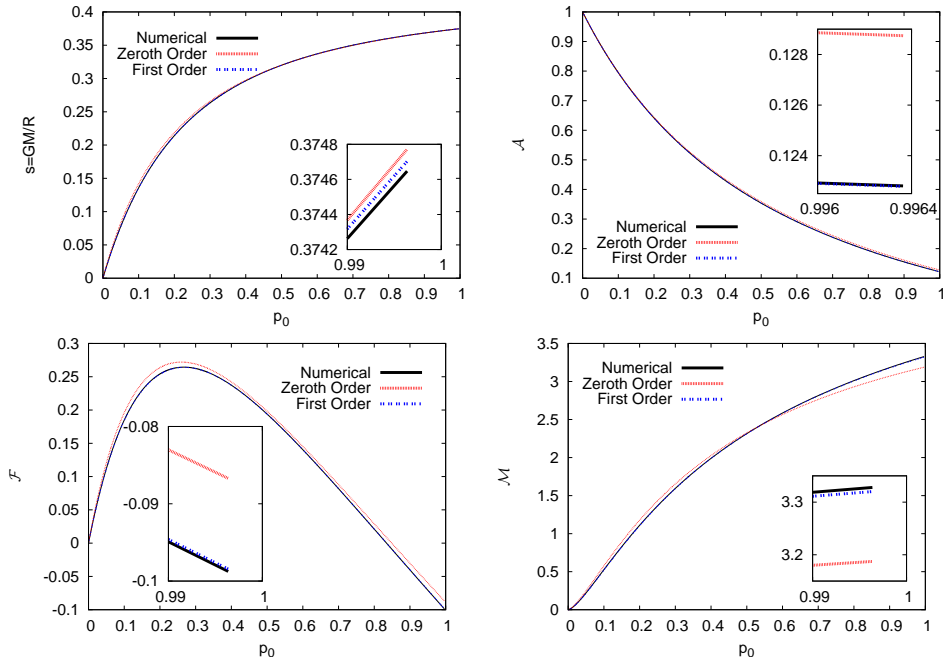 0.4
0.35
0.3
0.25
0.2
0.15
0.1
0.05
0
s=GM/R
Numerical
Zeroth Order
First Order
0.3748
0.3746
0.3744
0.3742
0.99
1
0 0.1 0.2 0.3 0.4 0.5 0.6 0.7 0.8 0.9 1
p0
1
0.9
0.8
0.7
0.6
0.5
0.4
0.3
0.2
0.1
𝒜
0.128
0.126
0.124
0.996
0.9964
Numerical
Zeroth Order
First Order
0 0.1 0.2 0.3 0.4 0.5 0.6 0.7 0.8 0.9 1
p0
0.3
0.25
0.2
0.15
0.1
0.05
0
-0.05
-0.1
ℱ
Numerical
Zeroth Order
First Order
-0.08
-0.09
-0.1
0.99
1
0 0.1 0.2 0.3 0.4 0.5 0.6 0.7 0.8 0.9 1
p0
3.5
3
2.5
2
1.5
1
0.5
0
ℳ
Numerical
Zeroth Order
First Order
3.3
3.2
0.99
1
0 0.1 0.2 0.3 0.4 0.5 0.6 0.7 0.8 0.9 1
p0